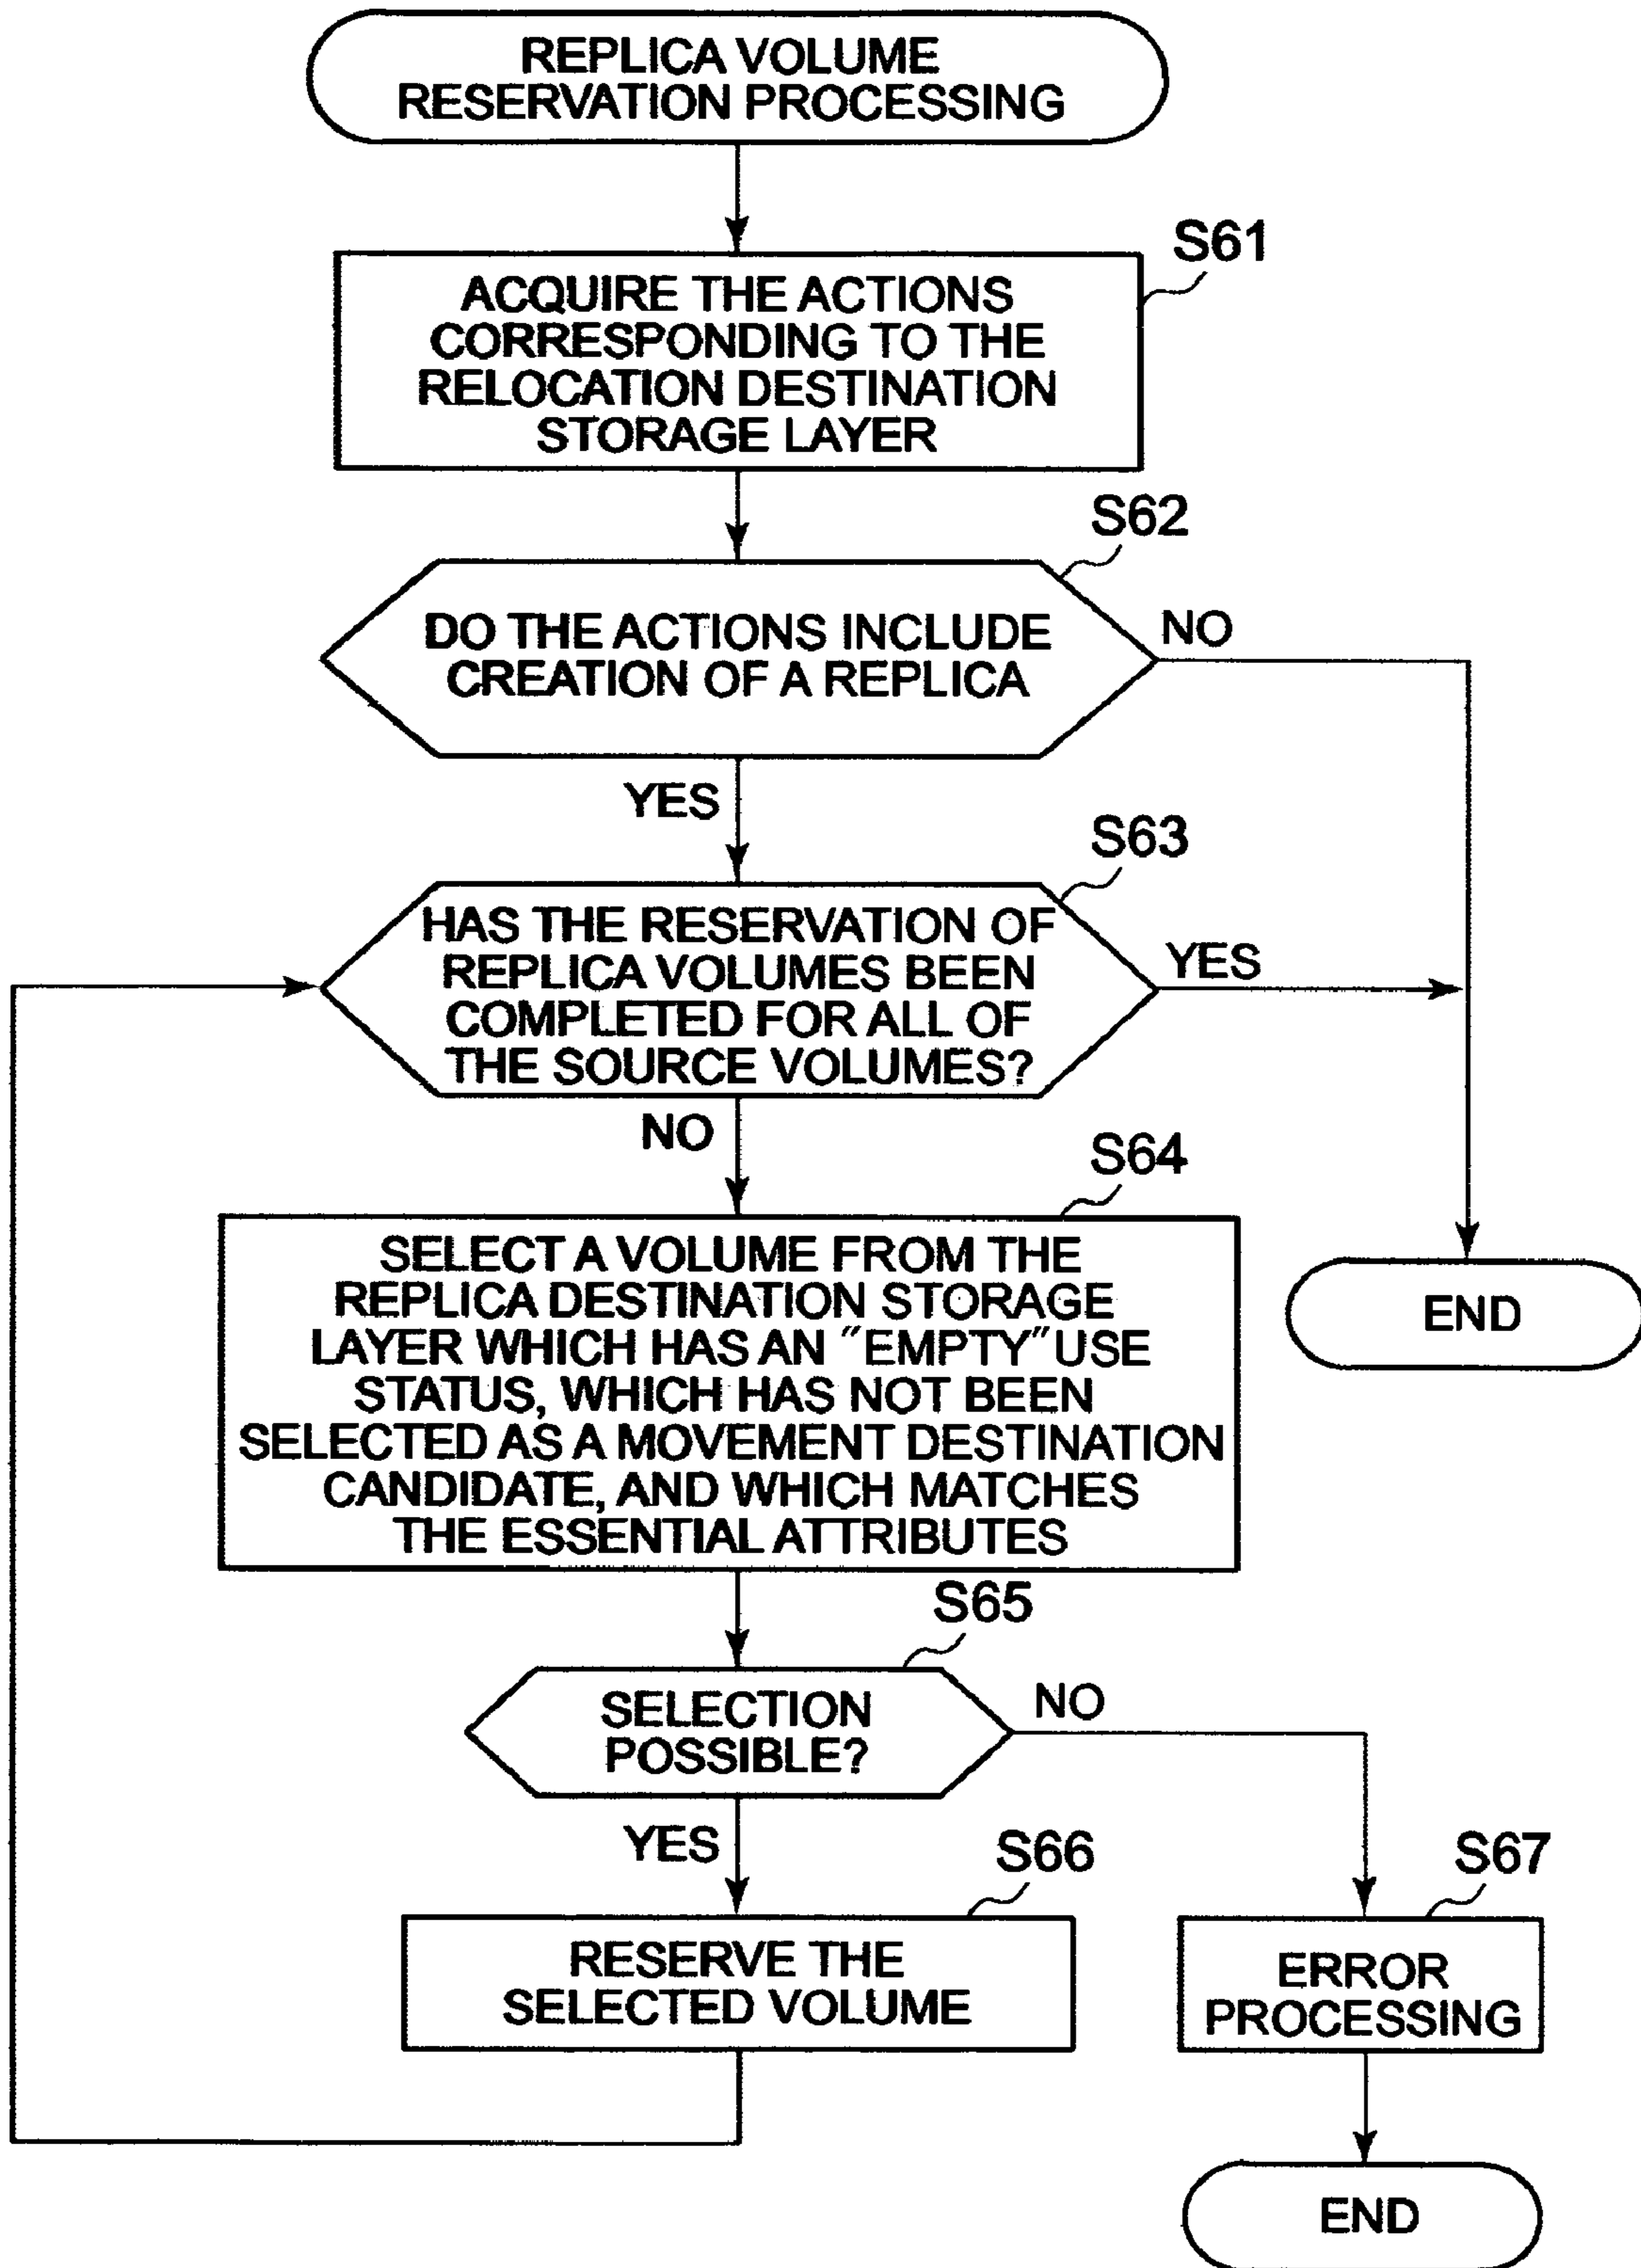 REPLICA VOLUME
RESERVATION PROCESSING
S61
ACQUIRE THE ACTIONS
CORRESPONDING TO THE
RELOCATION DESTINATION
STORAGE LAYER
S62
DO THE ACTIONS INCLUDE
CREATION OF A REPLICA
NO
YES
S63
HAS THE RESERVATION OF
REPLICA VOLUMES BEEN
COMPLETED FOR ALL OF
THE SOURCE VOLUMES?
YES
NO
S64
SELECT A VOLUME FROM THE
REPLICA DESTINATION STORAGE
LAYER WHICH HAS AN "EMPTY" USE
STATUS, WHICH HAS NOT BEEN
SELECTED AS A MOVEMENT DESTINATION
CANDIDATE, AND WHICH MATCHES
THE ESSENTIAL ATTRIBUTES
END
S65
SELECTION
POSSIBLE?
NO
YES
S66
RESERVE THE
SELECTED VOLUME
S67
ERROR
PROCESSING
END